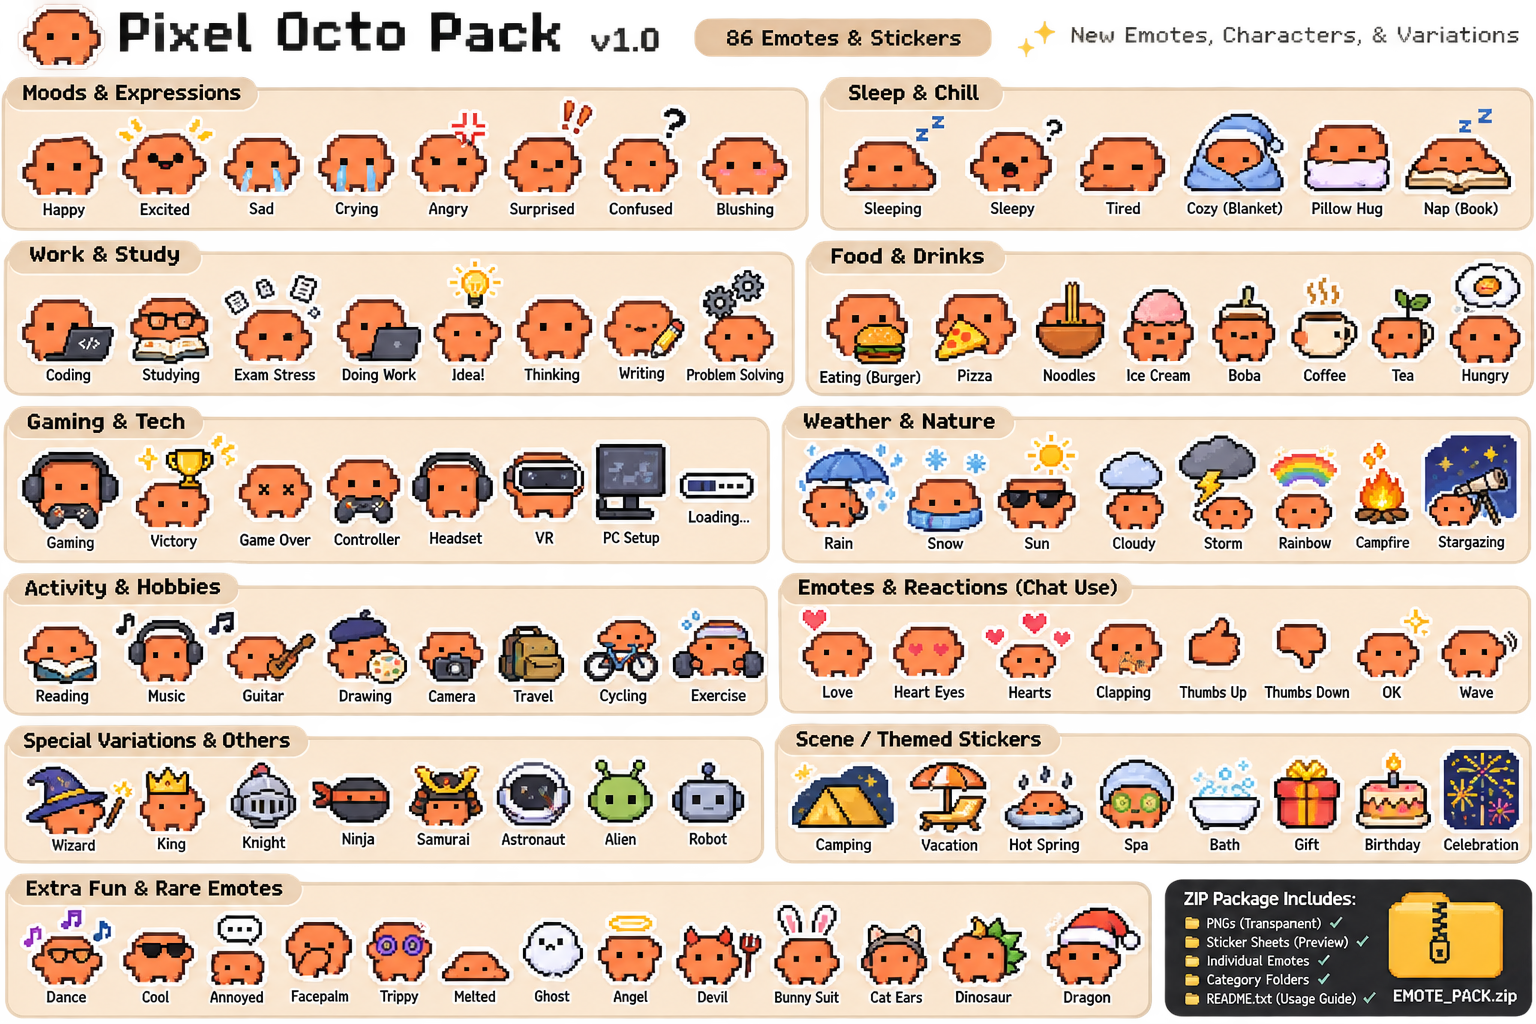 Pixel Octo Pack v1.0
86 Emotes & Stickers
New Emotes, Characters, & Variations
Moods & Expressions
!!
?
Happy
Excited
Sad
Crying
Angry
Surprised
Confused
Blushing
Sleep & Chill
z z
?
z z
Sleeping
Sleepy
Tired
Cozy (Blanket)
Pillow Hug
Nap (Book)
Work & Study
</>
Coding
Studying
Exam Stress
Doing Work
Idea!
Thinking
Writing
Problem Solving
Food & Drinks
Eating (Burger)
Pizza
Noodles
Ice Cream
Boba
Coffee
Tea
Hungry
Gaming & Tech
Gaming
Victory
Game Over
Controller
Headset
VR
PC Setup
Loading...
Weather & Nature
Rain
Snow
Sun
Cloudy
Storm
Rainbow
Campfire
Stargazing
Activity & Hobbies
Reading
Music
Guitar
Drawing
Camera
Travel
Cycling
Exercise
Emotes & Reactions (Chat Use)
Love
Heart Eyes
Hearts
Clapping
Thumbs Up
Thumbs Down
OK
Wave
Special Variations & Others
Wizard
King
Knight
Ninja
Samurai
Astronaut
Alien
Robot
Scene / Themed Stickers
Camping
Vacation
Hot Spring
Spa
Bath
Gift
Birthday
Celebration
Extra Fun & Rare Emotes
Dance
Cool
Annoyed
Facepalm
Trippy
Melted
Ghost
Angel
Devil
Bunny Suit
Cat Ears
Dinosaur
Dragon
ZIP Package Includes:
PNGs (Transparent) ✓
Sticker Sheets (Preview) ✓
Individual Emotes ✓
Category Folders ✓
README.txt (Usage Guide) ✓
EMOTE_PACK.zip